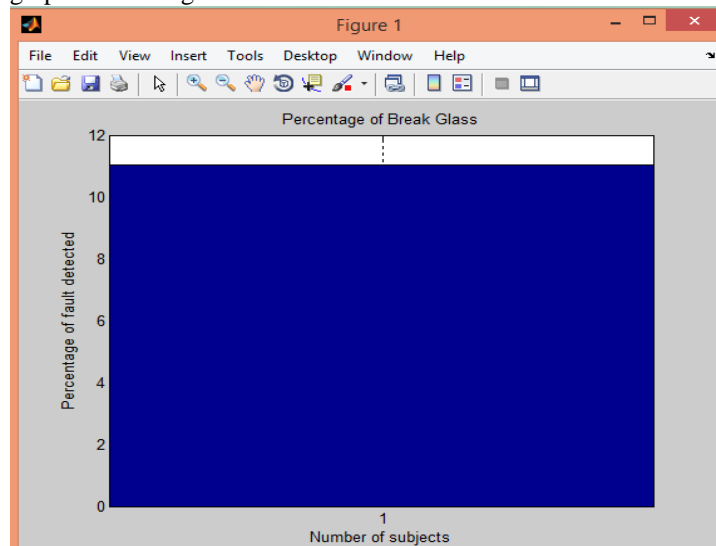 Figure 1
File Edit View Insert Tools Desktop Window Help
Percentage of Break Glass
12
10
8
6
4
2
0
Percentage of fault detected
1
Number of subjects